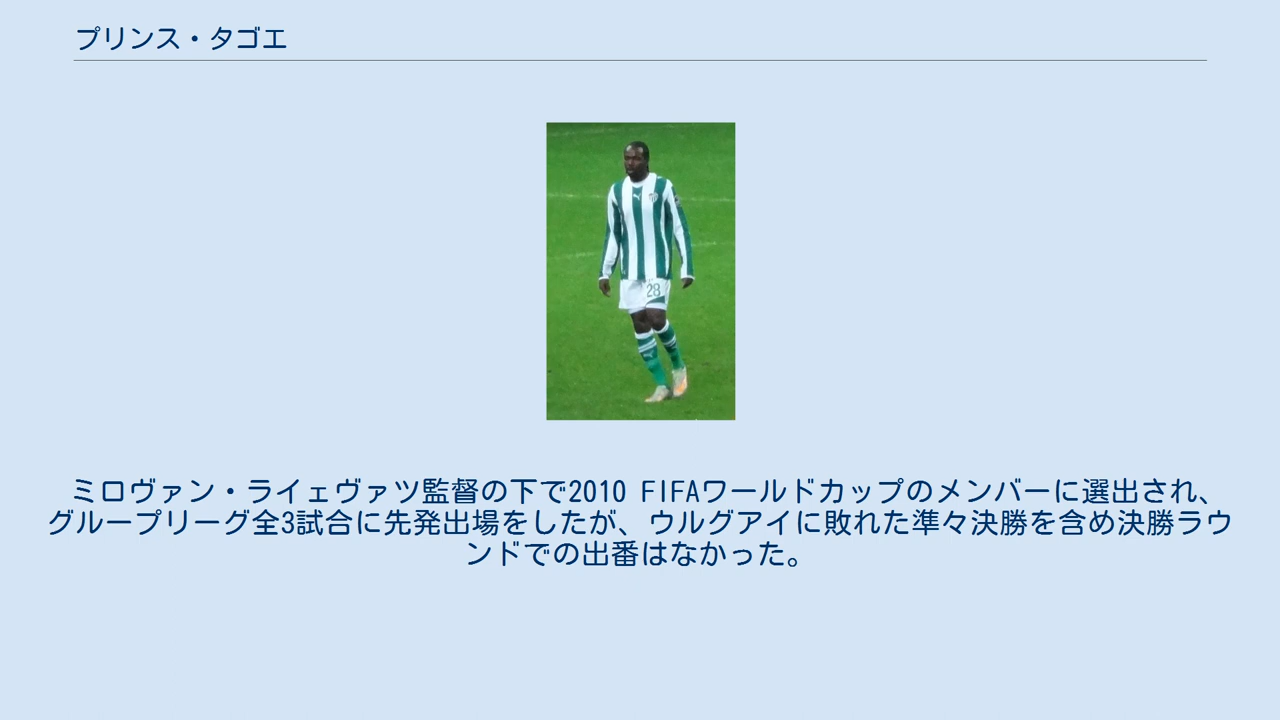 プリンス・タゴエ
28
ミロヴァン・ライェヴァツ監督の下で2010 FIFAワールドカップのメンバーに選出され、
グループリーグ全3試合に先発出場をしたが、ウルグアイに敗れた準々決勝を含め決勝ラウ
ンドでの出番はなかった。